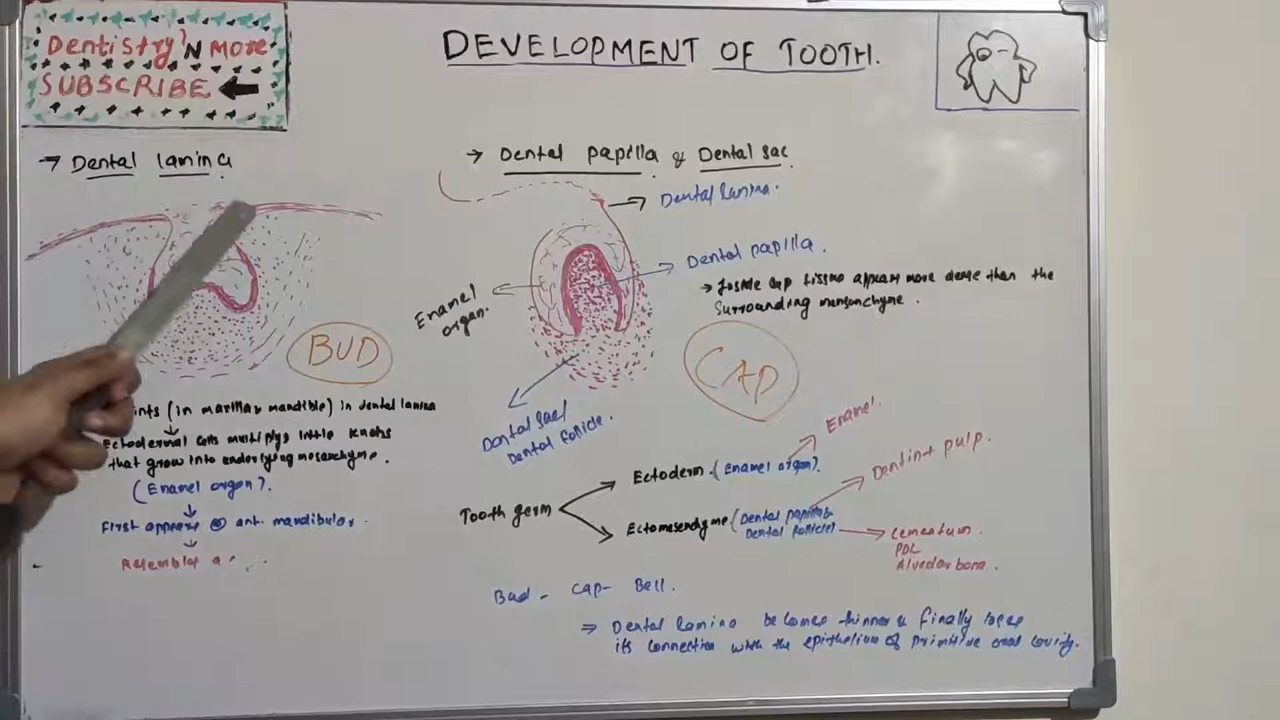 Dentistry'N More
SUBSCRIBE
DEVELOPMENT OF TOOTH.
→ Dental lamina
BUD
ints (in maxilla & mandible) in dental lamina
Ectodermal cells multiply little knobs
that grow into underlying mesenchyme.
(Enamel organ).
First appears @ ant. mandibular.
Resembles a
→ Dental papilla & Dental sac
Dental lamina.
Dental papilla.
→ Inside cap tissue appears more dense than the
surrounding mesenchyme.
Enamel
organ.
CAP
Dental sac/
Dental follicle.
Tooth germ
Ectoderm. (Enamel organ).
Enamel.
Ectomesenchyme (Dental papilla &
Dental follicle)
Dentin + pulp.
Cementum.
PDL
Alveolar bone.
Bud - Cap - Bell.
⇒ Dental lamina becomes thinner & finally loses
its connection with the epithelium of primitive oral cavity.